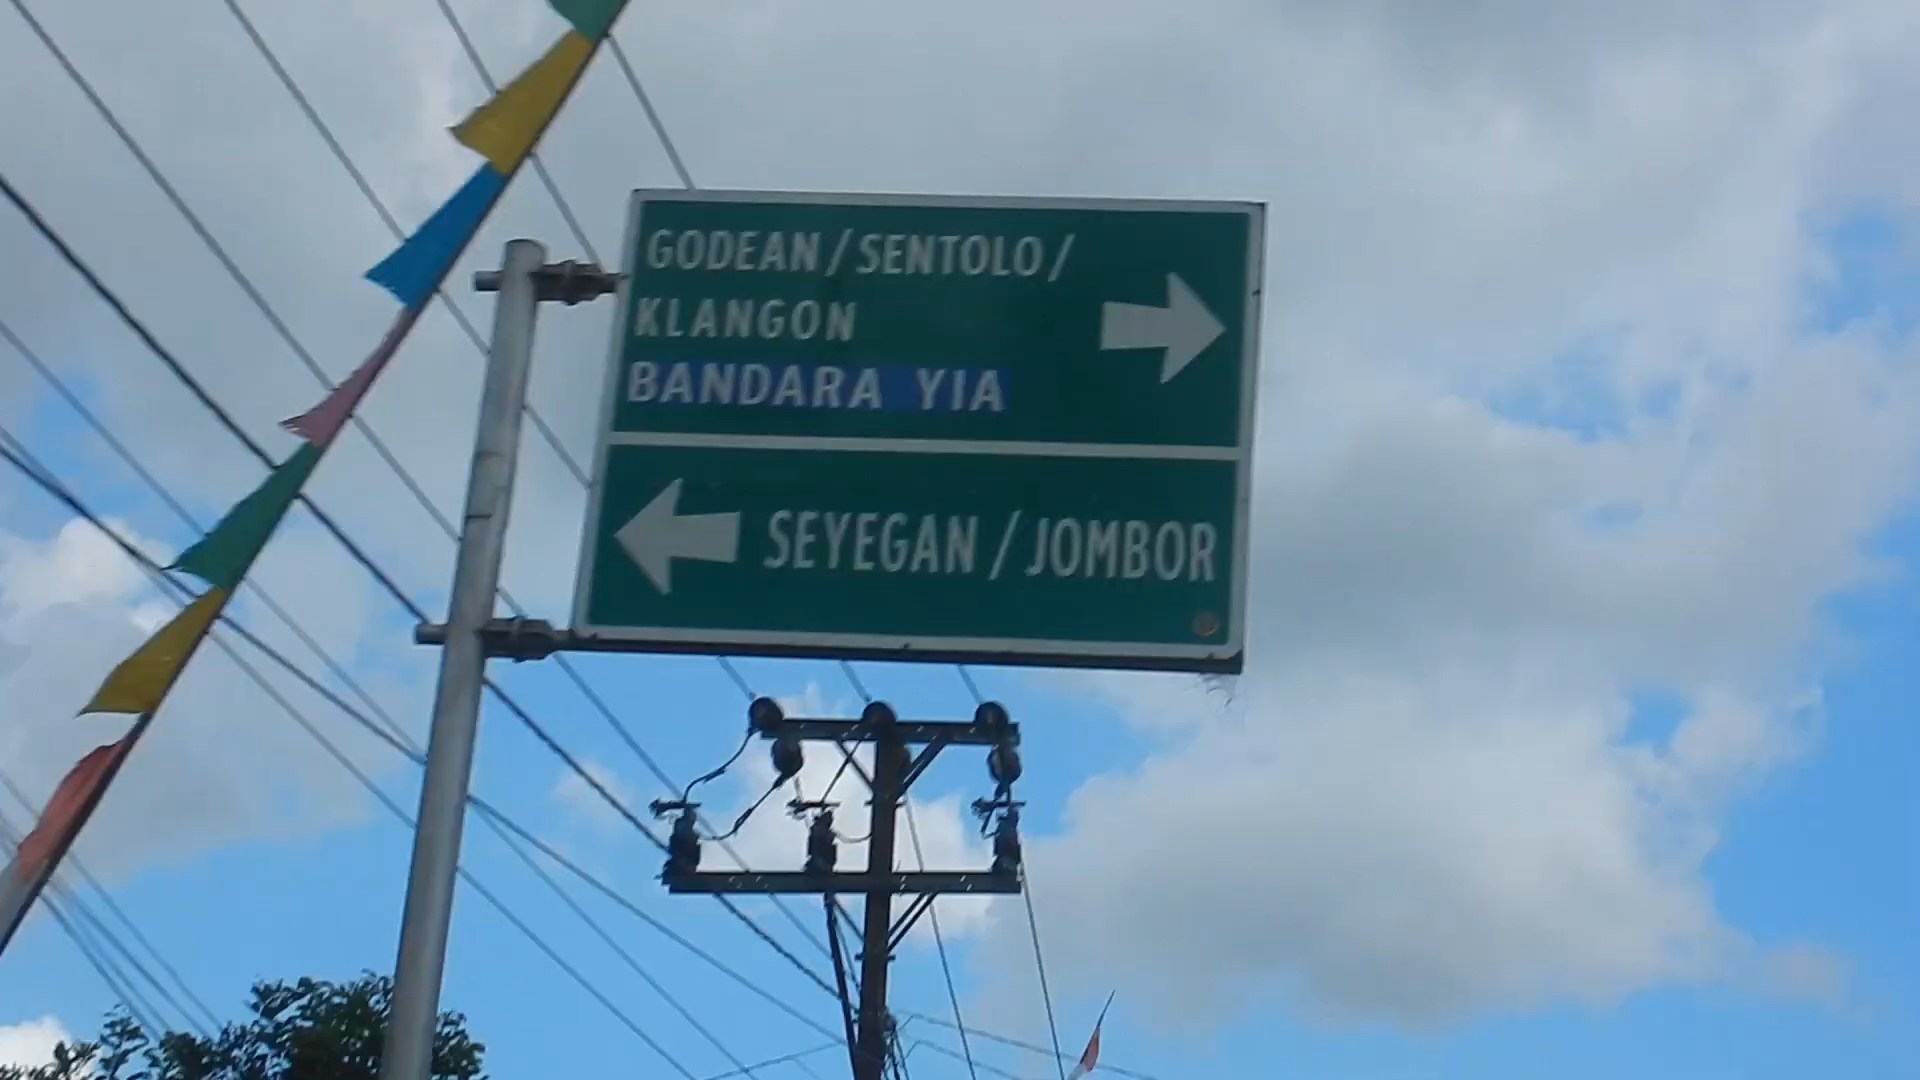 GODEAN / SENTOLO /
KLANGON
BANDARA YIA
SEYEGAN / JOMBOR